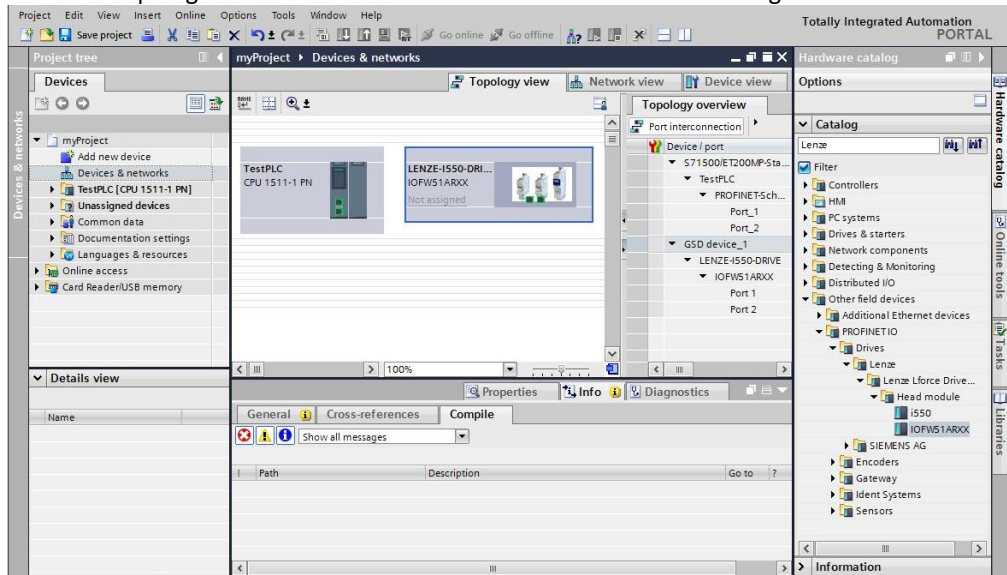 Project Edit View Insert Online Options Tools Window Help
Totally Integrated Automation
PORTAL
Save project
Go online
Go offline
Project tree
myProject ▸ Devices & networks
Hardware catalog
Devices
Topology view
Network view
Device view
Options
Topology overview
Port interconnection
Catalog
Lenze
Filter
myProject
Add new device
Devices & networks
TestPLC [CPU 1511-1 PN]
Unassigned devices
Common data
Documentation settings
Languages & resources
Online access
Card Reader/USB memory
TestPLC
CPU 1511-1 PN
LENZE-I550-DRI...
IOFW51ARXX
Not assigned
Device / port
S71500/ET200MP-Sta...
TestPLC
PROFINET-Sch...
Port_1
Port_2
GSD device_1
LENZE-I550-DRIVE
IOFW51ARXX
Port 1
Port 2
Controllers
HMI
PC systems
Drives & starters
Network components
Detecting & Monitoring
Distributed I/O
Other field devices
Additional Ethernet devices
PROFINET IO
Drives
Lenze
Lenze Lforce Drive...
Head module
i550
IOFW51ARXX
SIEMENS AG
Encoders
Gateway
Ident Systems
Sensors
100%
Details view
Name
Properties
Info
Diagnostics
General
Cross-references
Compile
Show all messages
! Path Description Go to ?
Information
Devices & networks
Hardware catalog
Online tools
Tasks
Libraries